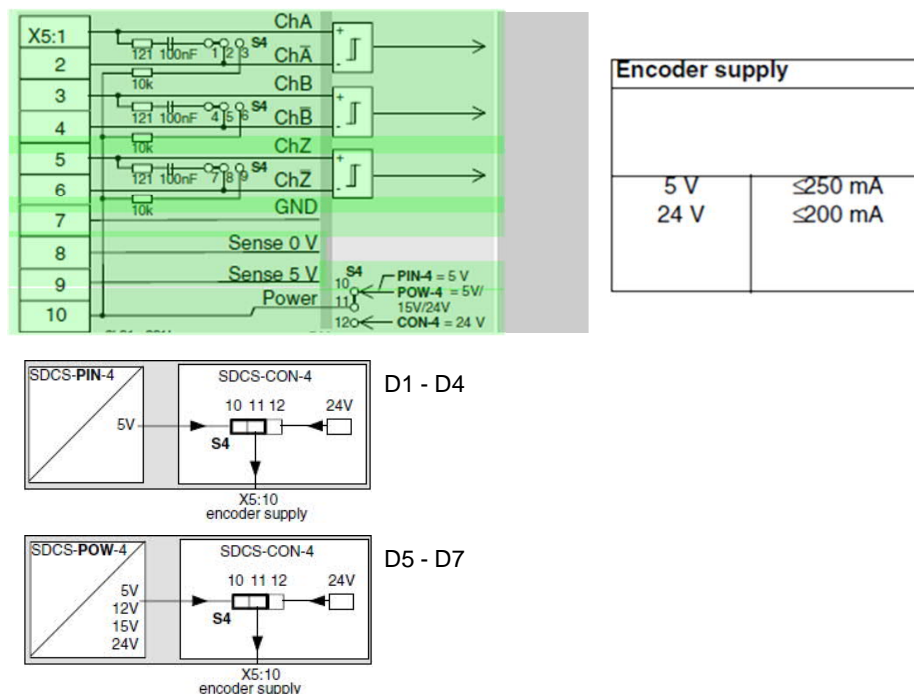 X5:1
2
3
4
5
6
7
8
9
10
ChA
121 100nF 1 2 3 S4
ChA̅
10k
ChB
121 100nF 4 5 6 S4
ChB̅
10k
ChZ
121 100nF 7 8 9 S4
ChZ̅
10k
GND
Sense 0 V
Sense 5 V
Power
S4
10
11
12
PIN-4 = 5 V
POW-4 = 5V/
15V/24V
CON-4 = 24 V
+
-
+
-
+
-
Encoder supply
5 V ≤250 mA
24 V ≤200 mA
SDCS-PIN-4
5V
SDCS-CON-4
10 11 12 24V
S4
X5:10
encoder supply
D1 - D4
SDCS-POW-4
5V
12V
15V
24V
SDCS-CON-4
10 11 12 24V
S4
X5:10
encoder supply
D5 - D7